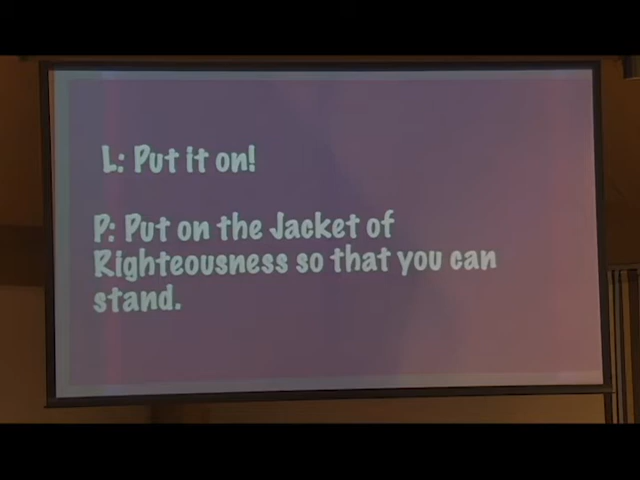 L: Put it on!
P: Put on the Jacket of
Righteousness so that you can
stand.